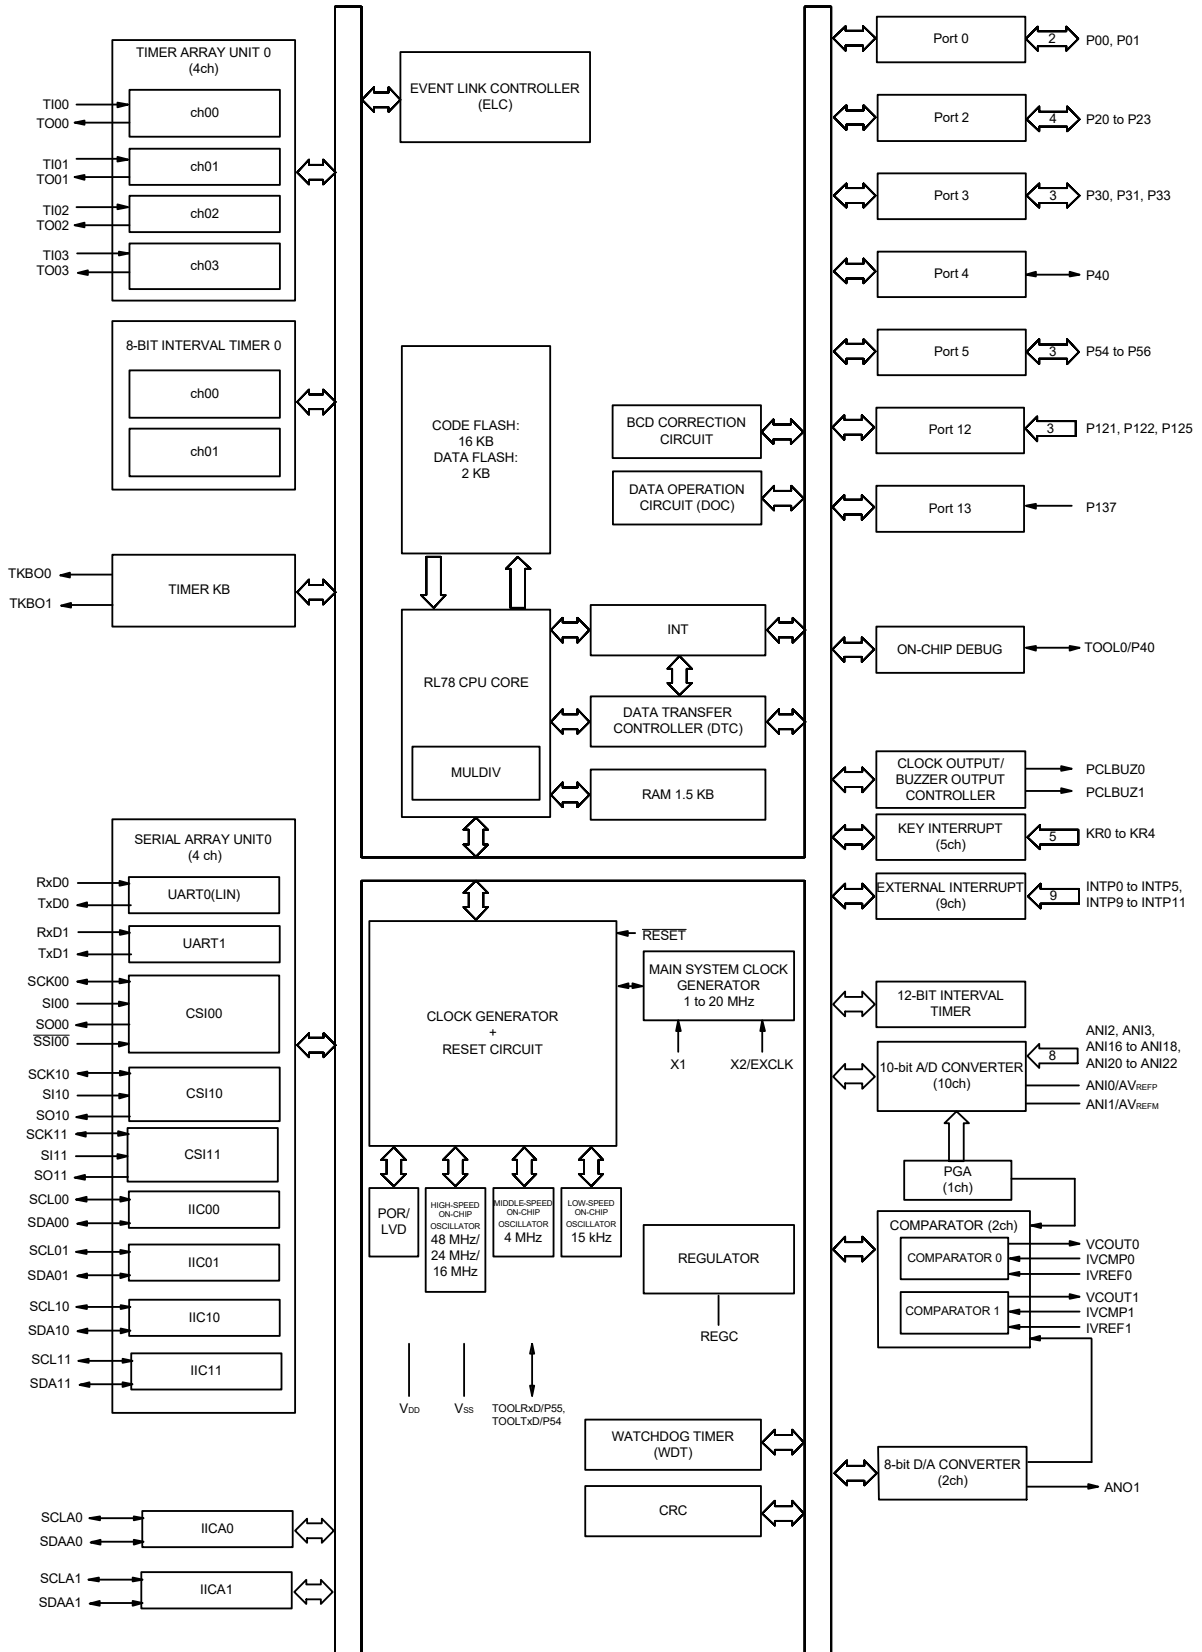 TIMER ARRAY UNIT 0
(4ch)
TI00
TO00
ch00
TI01
TO01
ch01
TI02
TO02
ch02
TI03
TO03
ch03
8-BIT INTERVAL TIMER 0
ch00
ch01
TKBO0
TKBO1
TIMER KB
SERIAL ARRAY UNIT0
(4 ch)
RxD0
TxD0
UART0(LIN)
RxD1
TxD1
UART1
SCK00
SI00
SO00
SSI00
CSI00
SCK10
SI10
SO10
CSI10
SCK11
SI11
SO11
CSI11
SCL00
SDA00
IIC00
SCL01
SDA01
IIC01
SCL10
SDA10
IIC10
SCL11
SDA11
IIC11
SCLA0
SDAA0
IICA0
SCLA1
SDAA1
IICA1
EVENT LINK CONTROLLER
(ELC)
CODE FLASH:
16 KB
DATA FLASH:
2 KB
BCD CORRECTION
CIRCUIT
DATA OPERATION
CIRCUIT (DOC)
RL78 CPU CORE
MULDIV
INT
DATA TRANSFER
CONTROLLER (DTC)
RAM 1.5 KB
CLOCK GENERATOR
+
RESET CIRCUIT
RESET
MAIN SYSTEM CLOCK
GENERATOR
1 to 20 MHz
X1
X2/EXCLK
POR/
LVD
HIGH-SPEED
ON-CHIP
OSCILLATOR
48 MHz/
24 MHz/
16 MHz
MIDDLE-SPEED
ON-CHIP
OSCILLATOR
4 MHz
LOW-SPEED
ON-CHIP
OSCILLATOR
15 kHz
REGULATOR
REGC
VDD
VSS
TOOLRxD/P55,
TOOLTxD/P54
WATCHDOG TIMER
(WDT)
CRC
Port 0
2
P00, P01
Port 2
4
P20 to P23
Port 3
3
P30, P31, P33
Port 4
P40
Port 5
3
P54 to P56
Port 12
3
P121, P122, P125
Port 13
P137
ON-CHIP DEBUG
TOOL0/P40
CLOCK OUTPUT/
BUZZER OUTPUT
CONTROLLER
PCLBUZ0
PCLBUZ1
KEY INTERRUPT
(5ch)
5
KR0 to KR4
EXTERNAL INTERRUPT
(9ch)
9
INTP0 to INTP5,
INTP9 to INTP11
12-BIT INTERVAL
TIMER
10-bit A/D CONVERTER
(10ch)
8
ANI2, ANI3,
ANI16 to ANI18,
ANI20 to ANI22
ANI0/AVREFP
ANI1/AVREFM
PGA
(1ch)
COMPARATOR (2ch)
COMPARATOR 0
VCOUT0
IVCMP0
IVREF0
COMPARATOR 1
VCOUT1
IVCMP1
IVREF1
8-bit D/A CONVERTER
(2ch)
ANO1